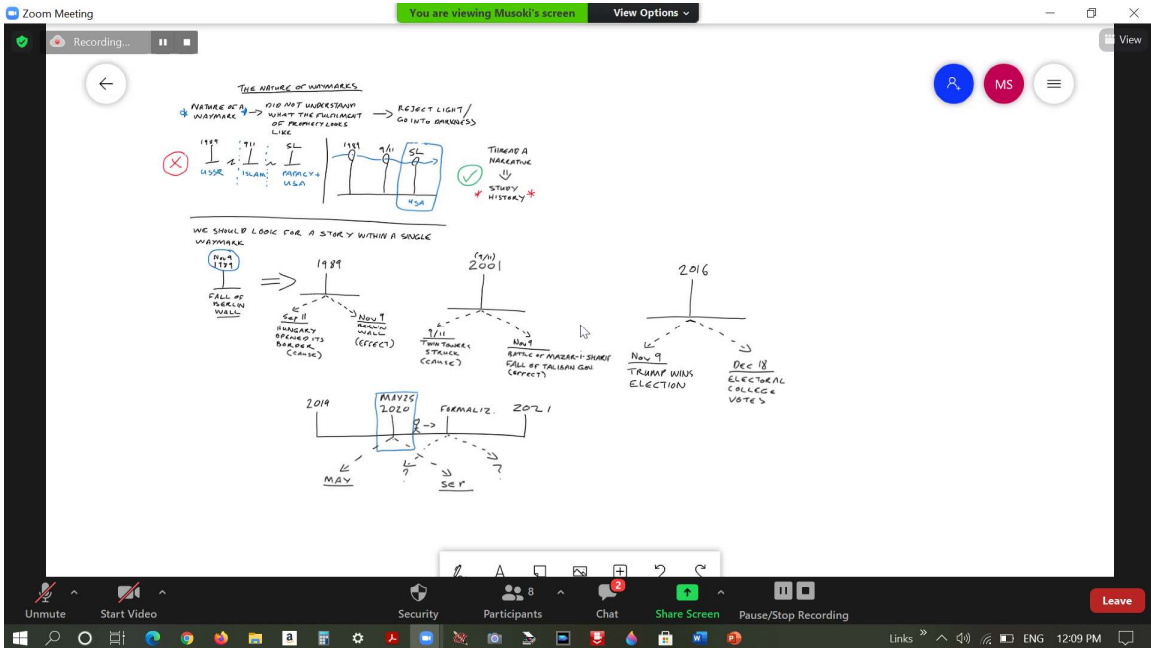 Zoom Meeting
You are viewing Musoki's screen
View Options
Recording...
View
MS
THE NATURE OF WAYMARKS
* NATURE OF A * → DID NOT UNDERSTAND → REJECT LIGHT/
WAYMARK WHAT THE FULFILMENT GO INTO DARKNESS
OF PROPHECY LOOKS
LIKE
1989 9/11 SL
USSR ISLAM PAPACY +
USA
1989 9/11 SL
USA
THREAD A
NARRATIVE
* STUDY
HISTORY *
WE SHOULD LOOK FOR A STORY WITHIN A SINGLE
WAYMARK
Nov 9
1989
FALL OF
BERLIN
WALL
1989
Sep 11
HUNGARY
OPENED ITS
BORDER
(CAUSE)
Nov 9
BERLIN
WALL
(EFFECT)
(9/11)
2001
9/11
TWIN TOWERS
STRUCK
(CAUSE)
Nov 9
BATTLE OF MAZAR-I-SHARIF
FALL OF TALIBAN GOV.
(EFFECT)
2016
Nov 9
TRUMP WINS
ELECTION
Dec 18
ELECTORAL
COLLEGE
VOTES
2019
MAY25
2020
FORMALIZ.
2021
MAY
?
SEP
?
Unmute
Start Video
Security
Participants
8
Chat
2
Share Screen
Pause/Stop Recording
Leave
Links
ENG
12:09 PM